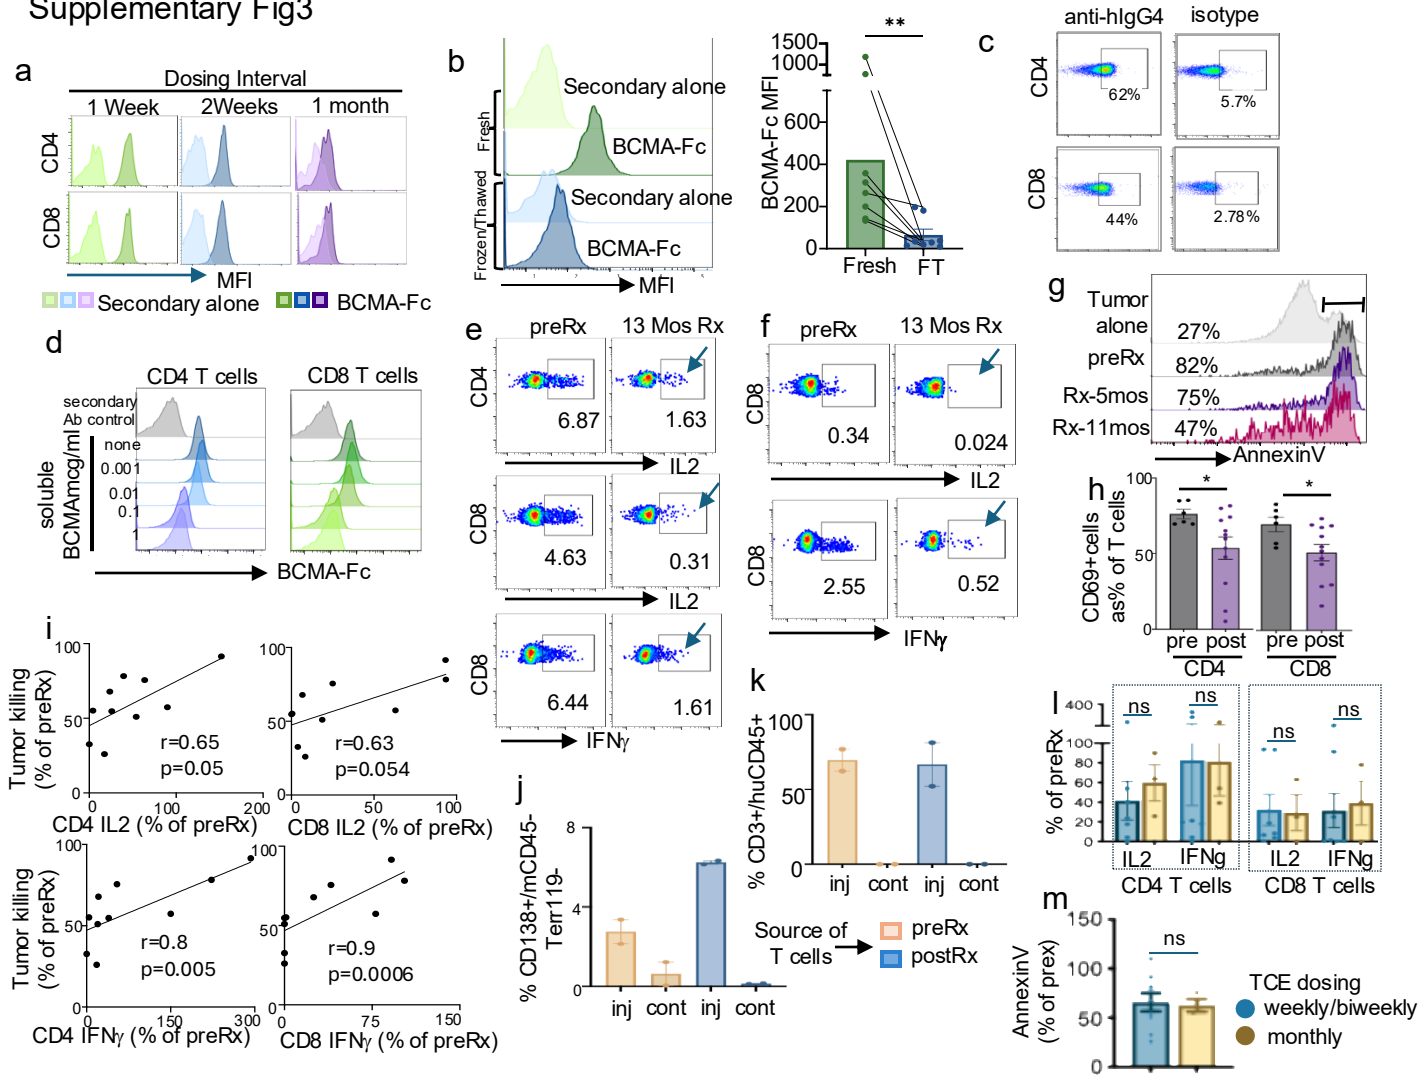 Supplementary Fig3
a
Dosing Interval
1 Week
2Weeks
1 month
CD4
CD8
MFI
Secondary alone
BCMA-Fc
b
Fresh
Secondary alone
BCMA-Fc
Frozen/Thawed
Secondary alone
BCMA-Fc
MFI
**
BCMA-Fc MFI
1500
1000
600
400
200
0
Fresh
FT
c
anti-hIgG4
isotype
CD4
62%
5.7%
CD8
44%
2.78%
d
CD4 T cells
CD8 T cells
secondary
Ab control
none
0.001
0.01
0.1
1
soluble
BCMAmcg/ml
BCMA-Fc
e
preRx
13 Mos Rx
CD4
6.87
1.63
IL2
CD8
4.63
0.31
IL2
CD8
6.44
1.61
IFNγ
f
preRx
13 Mos Rx
CD8
0.34
0.024
IL2
CD8
2.55
0.52
IFNγ
g
Tumor
alone
27%
preRx
82%
Rx-5mos
75%
Rx-11mos
47%
AnnexinV
h
CD69+cells
as% of T cells
100
50
0
*
*
pre
post
pre
post
CD4
CD8
i
Tumor killing
(% of preRx)
100
50
0
r=0.65
p=0.05
0
100
200
CD4 IL2 (% of preRx)
100
50
0
r=0.63
p=0.054
0
50
100
CD8 IL2 (% of preRx)
Tumor killing
(% of preRx)
100
50
0
r=0.8
p=0.005
0
150
300
CD4 IFNγ (% of preRx)
100
50
0
r=0.9
p=0.0006
0
75
150
CD8 IFNγ (% of preRx)
j
% CD138+/mCD45-
Terr119-
8
4
0
inj
cont
inj
cont
k
% CD3+/huCD45+
100
50
0
inj
cont
inj
cont
Source of
T cells
preRx
postRx
l
% of preRx
400
200
100
80
60
40
20
0
ns
ns
ns
ns
IL2
IFNg
IL2
IFNg
CD4 T cells
CD8 T cells
m
AnnexinV
(% of prex)
150
100
50
0
ns
TCE dosing
weekly/biweekly
monthly